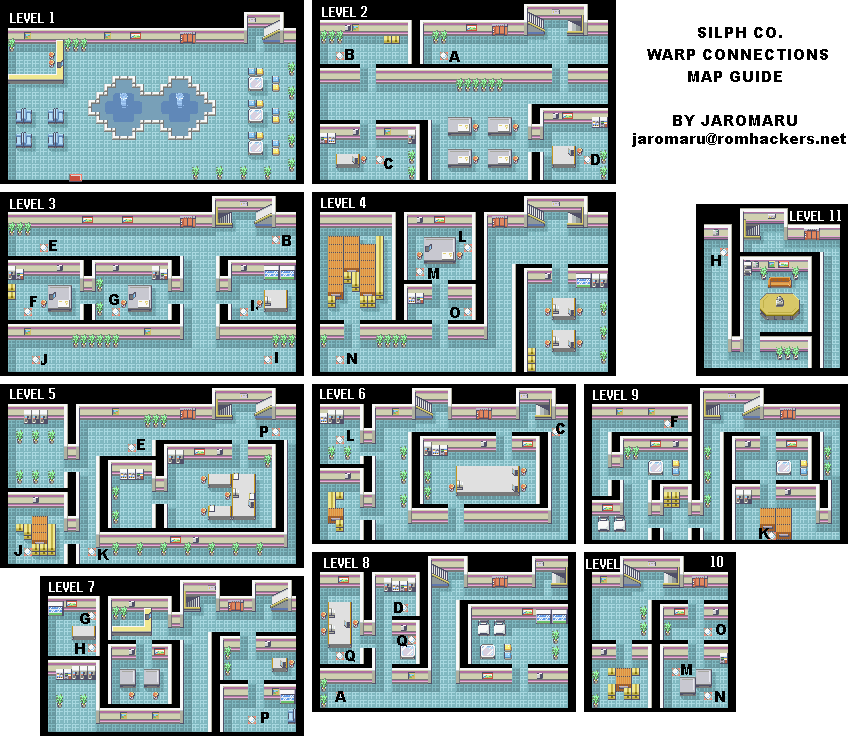 LEVEL 1
LEVEL 2
SILPH CO.
WARP CONNECTIONS
MAP GUIDE
BY JAROMARU
jaromaru@romhackers.net
B
A
C
D
LEVEL 3
E
B
F
G
I
J
I
LEVEL 4
L
M
O
N
LEVEL 11
H
LEVEL 5
P
E
J
K
LEVEL 6
L
C
LEVEL 9
F
K
LEVEL 7
G
H
P
LEVEL 8
D
Q
Q
A
LEVEL 10
O
M
N